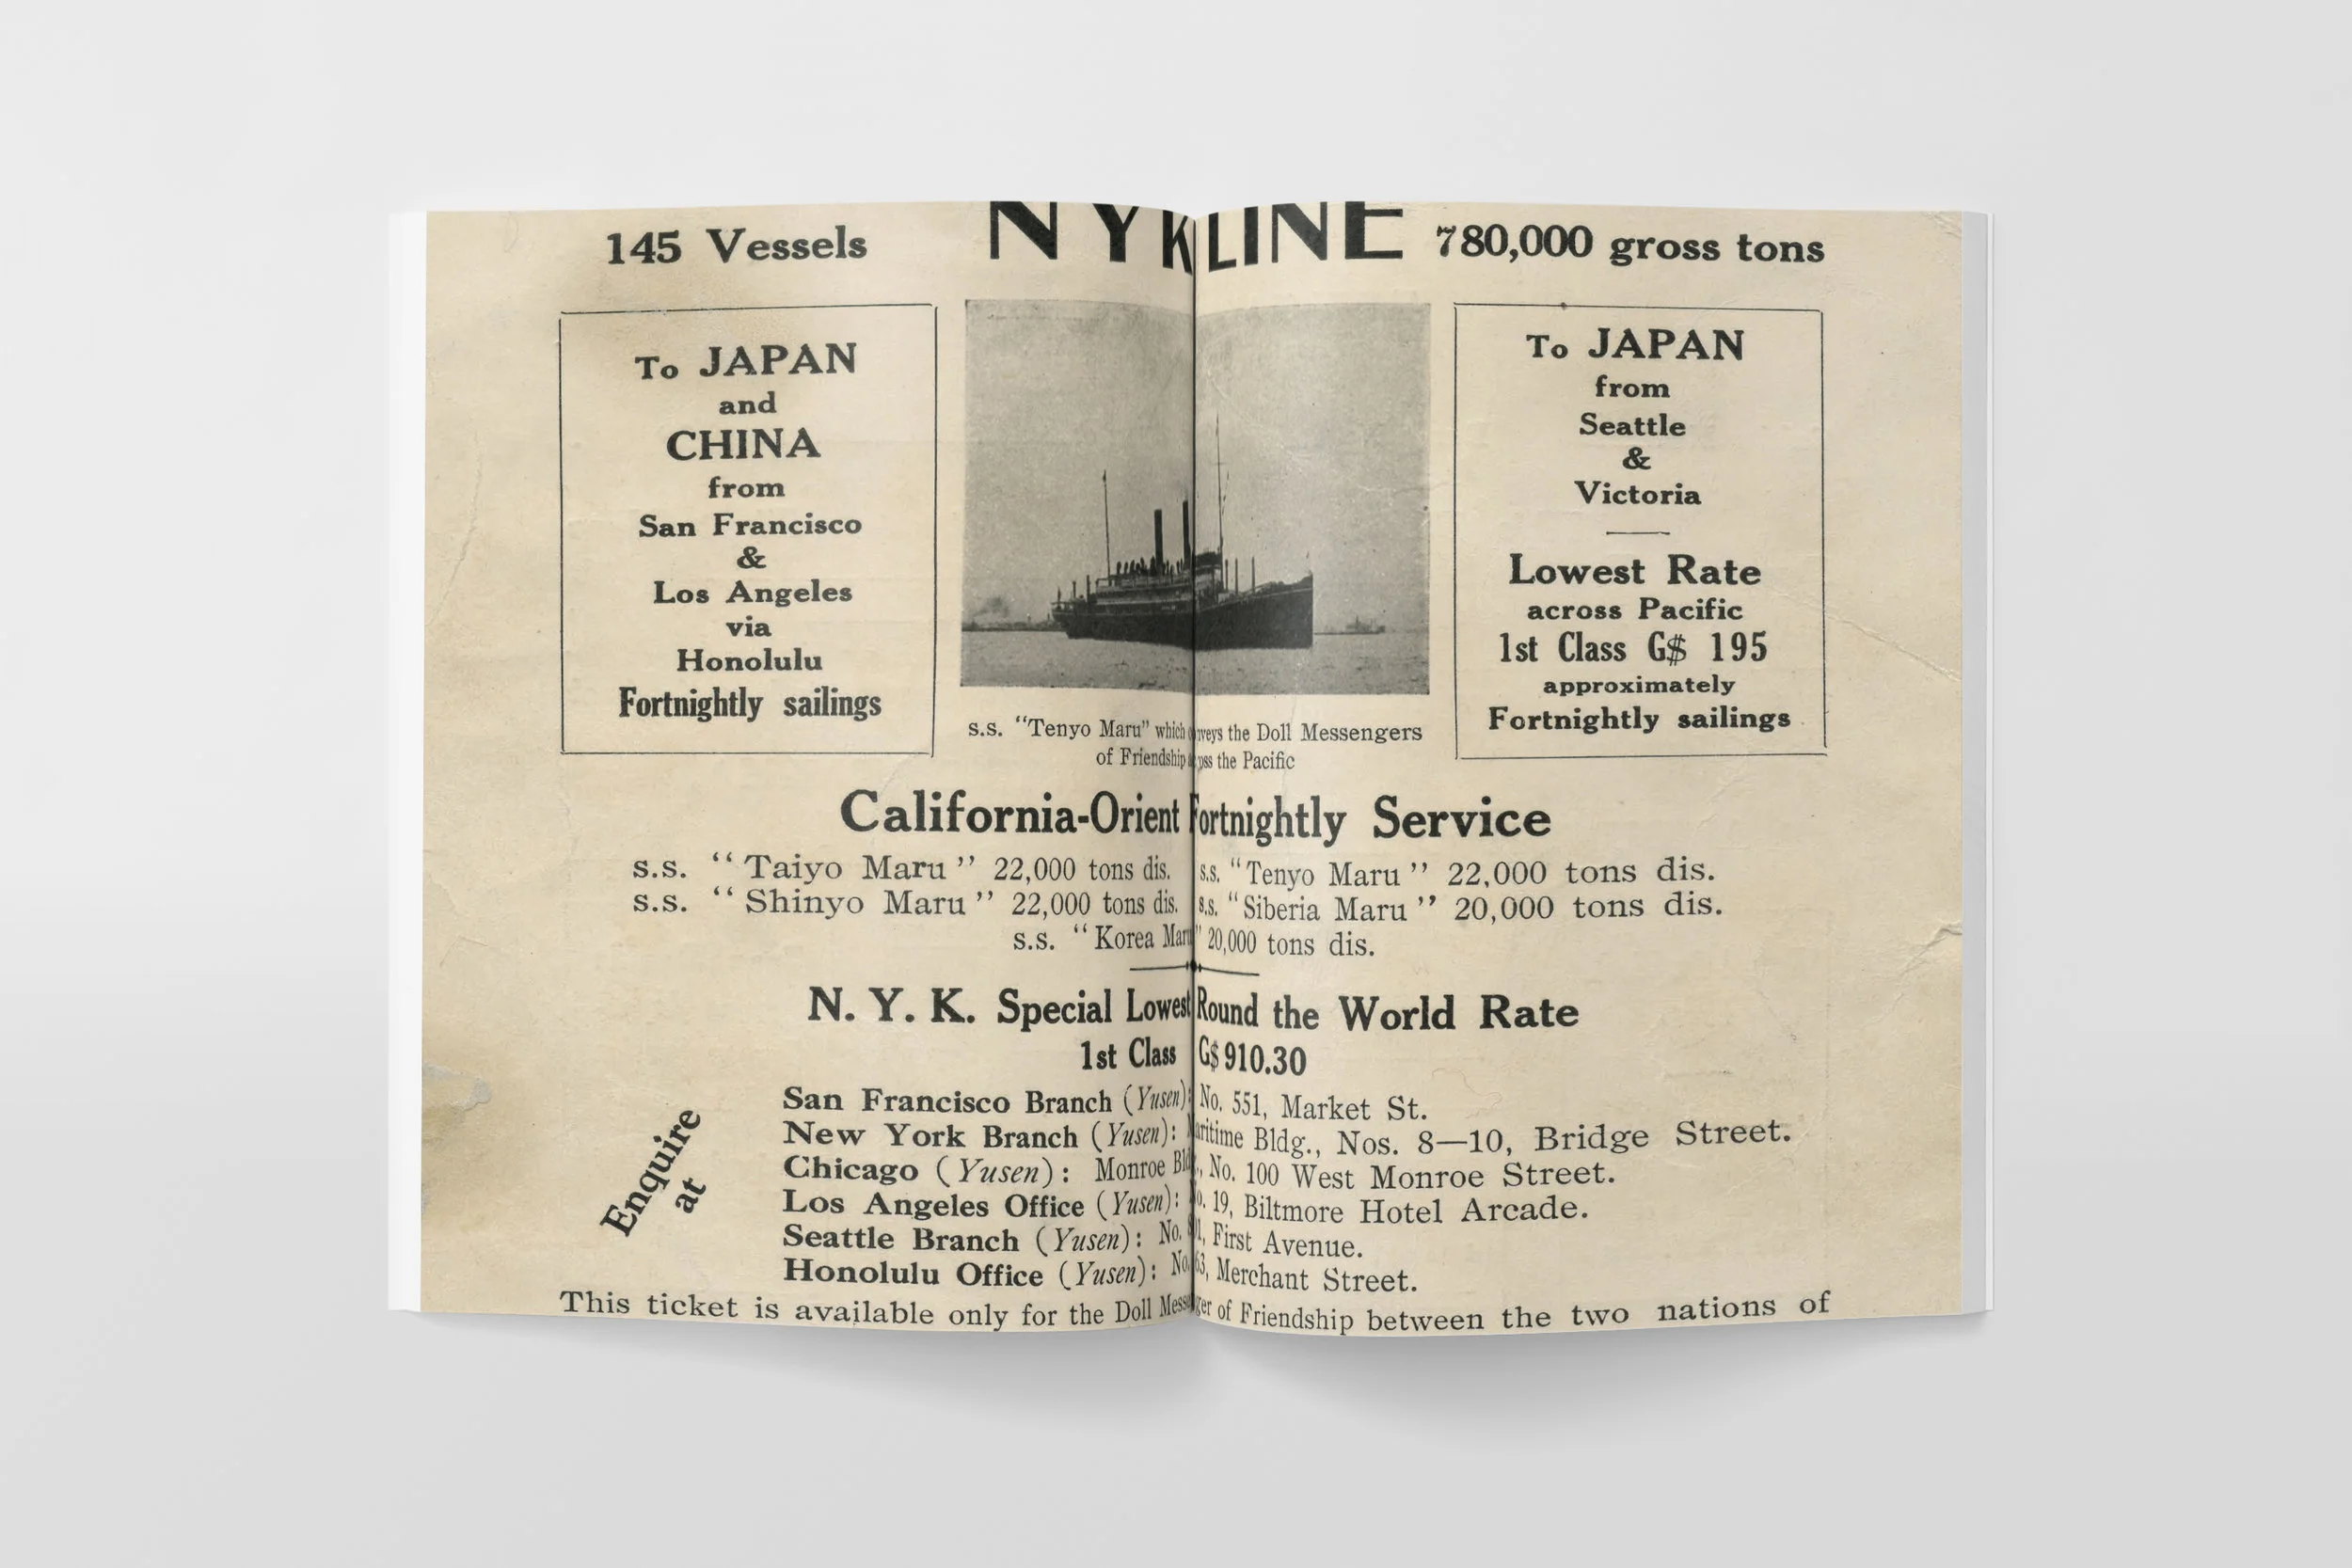 145 Vessels NYK LINE 780,000 gross tons
To JAPAN
and
CHINA
from
San Francisco
&
Los Angeles
via
Honolulu
Fortnightly sailings
s.s. "Tenyo Maru" which the Doll Messengers
of Friendship the Pacific
To JAPAN
from
Seattle
&
Victoria
Lowest Rate
across Pacific
1st Class G$ 195
approximately
Fortnightly sailings
California-Orient Fortnightly Service
s.s. "Taiyo Maru" 22,000 tons dis. s.s. "Tenyo Maru" 22,000 tons dis.
s.s. "Shinyo Maru" 22,000 tons dis. s.s. "Siberia Maru" 20,000 tons dis.
s.s. "Korea Maru" 20,000 tons dis.
N. Y. K. Special Lowest Round the World Rate
1st Class G$ 910.30
Enquire
at
San Francisco Branch (Yusen): No. 551, Market St.
New York Branch (Yusen): Maritime Bldg., Nos. 8—10, Bridge Street.
Chicago (Yusen): Monroe Bldg., No. 100 West Monroe Street.
Los Angeles Office (Yusen): No. 19, Biltmore Hotel Arcade.
Seattle Branch (Yusen): No. First Avenue.
Honolulu Office (Yusen): No. Merchant Street.
This ticket is available only for the Doll Messenger of Friendship between the two nations of